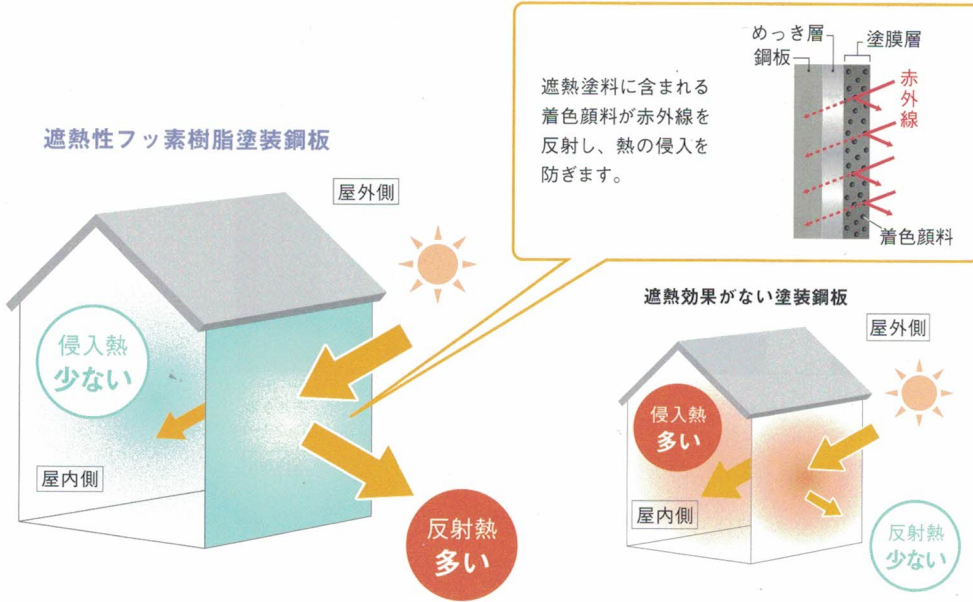 遮熱性フッ素樹脂塗装鋼板
屋外側
侵入熱
少ない
屋内側
反射熱
多い
遮熱塗料に含まれる
着色顔料が赤外線を
反射し、熱の侵入を
防ぎます。
めっき層
塗膜層
鋼板
赤外線
着色顔料
遮熱効果がない塗装鋼板
屋外側
侵入熱
多い
屋内側
反射熱
少ない